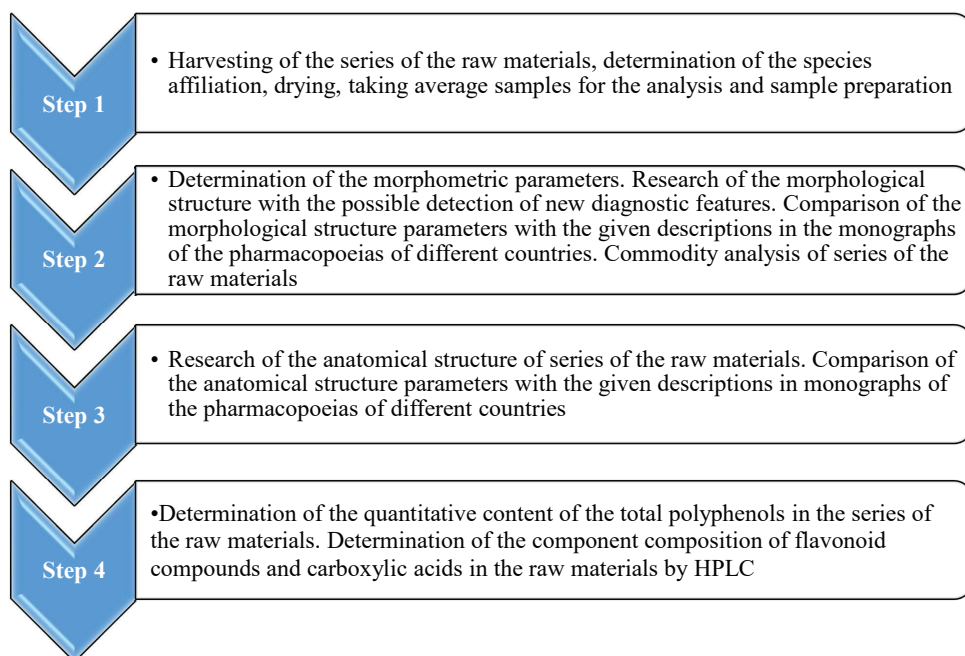 Step 1
• Harvesting of the series of the raw materials, determination of the species
affiliation, drying, taking average samples for the analysis and sample preparation
Step 2
• Determination of the morphometric parameters. Research of the morphological
structure with the possible detection of new diagnostic features. Comparison of the
morphological structure parameters with the given descriptions in the monographs
of the pharmacopoeias of different countries. Commodity analysis of series of the
raw materials
Step 3
• Research of the anatomical structure of series of the raw materials. Comparison of
the anatomical structure parameters with the given descriptions in monographs of
the pharmacopoeias of different countries
Step 4
•Determination of the quantitative content of the total polyphenols in the series of
the raw materials. Determination of the component composition of flavonoid
compounds and carboxylic acids in the raw materials by HPLC